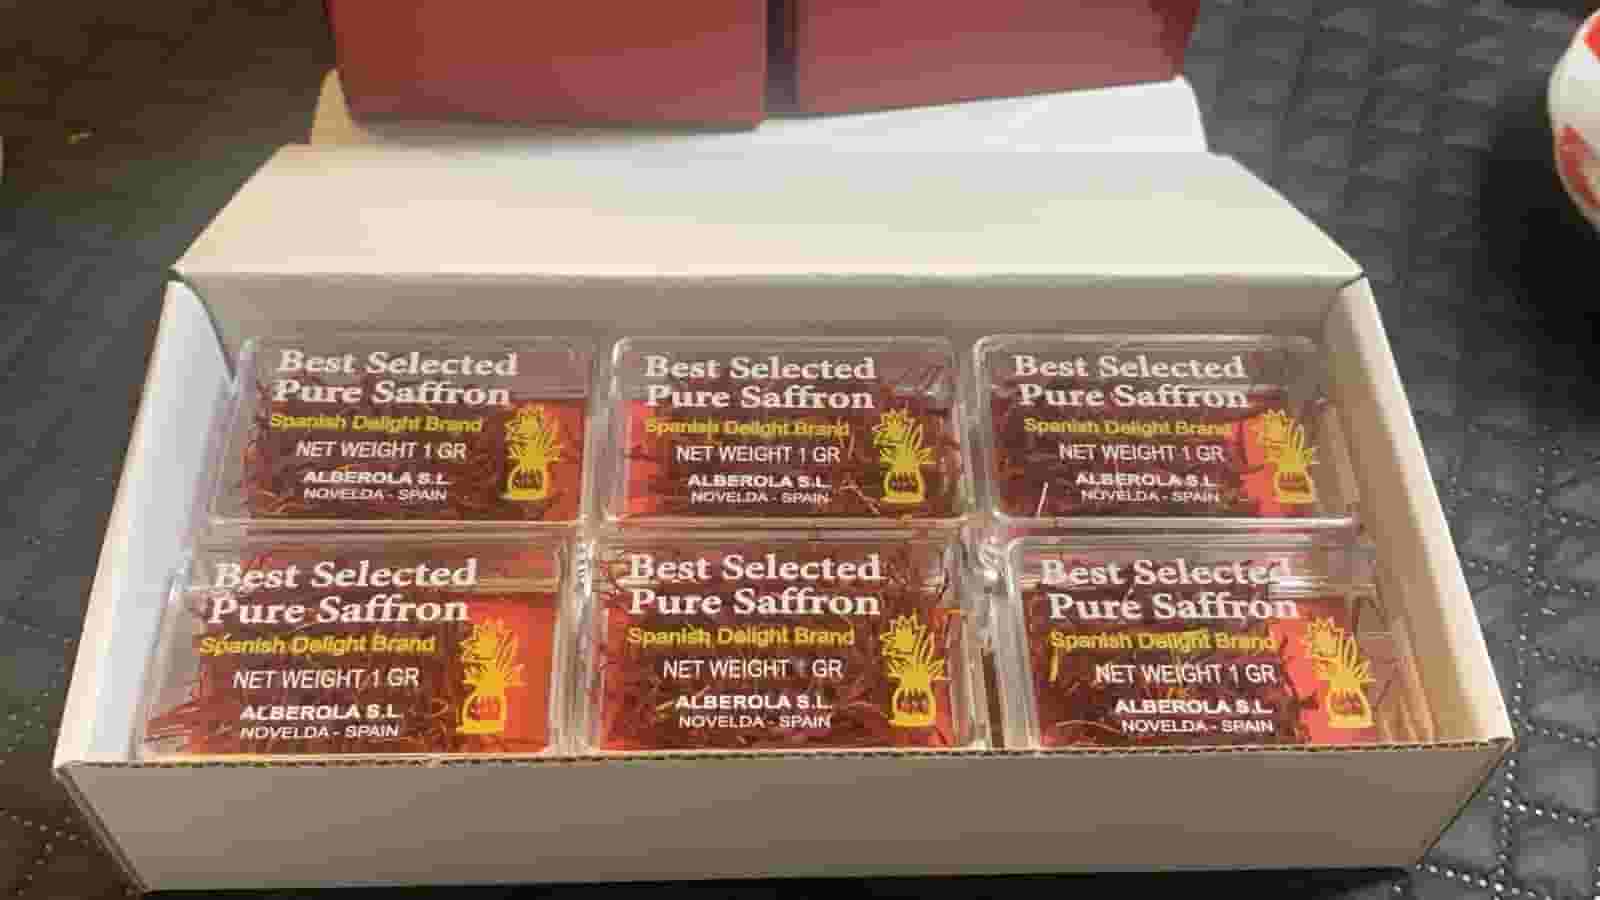 Best Selected
Pure Saffron
Spanish Delight Brand
NET WEIGHT 1 GR
ALBEROLA S.L.
NOVELDA - SPAIN
Best Selected
Pure Saffron
Spanish Delight Brand
NET WEIGHT 1 GR
ALBEROLA S.L.
NOVELDA - SPAIN
Best Selected
Pure Saffron
Spanish Delight Brand
NET WEIGHT 1 GR
ALBEROLA S.L.
NOVELDA - SPAIN
Best Selected
Pure Saffron
Spanish Delight Brand
NET WEIGHT 1 GR
ALBEROLA S.L.
NOVELDA - SPAIN
Best Selected
Pure Saffron
Spanish Delight Brand
NET WEIGHT 1 GR
ALBEROLA S.L.
NOVELDA - SPAIN
Best Selected
Pure Saffron
Spanish Delight Brand
NET WEIGHT 1 GR
ALBEROLA S.L.
NOVELDA - SPAIN